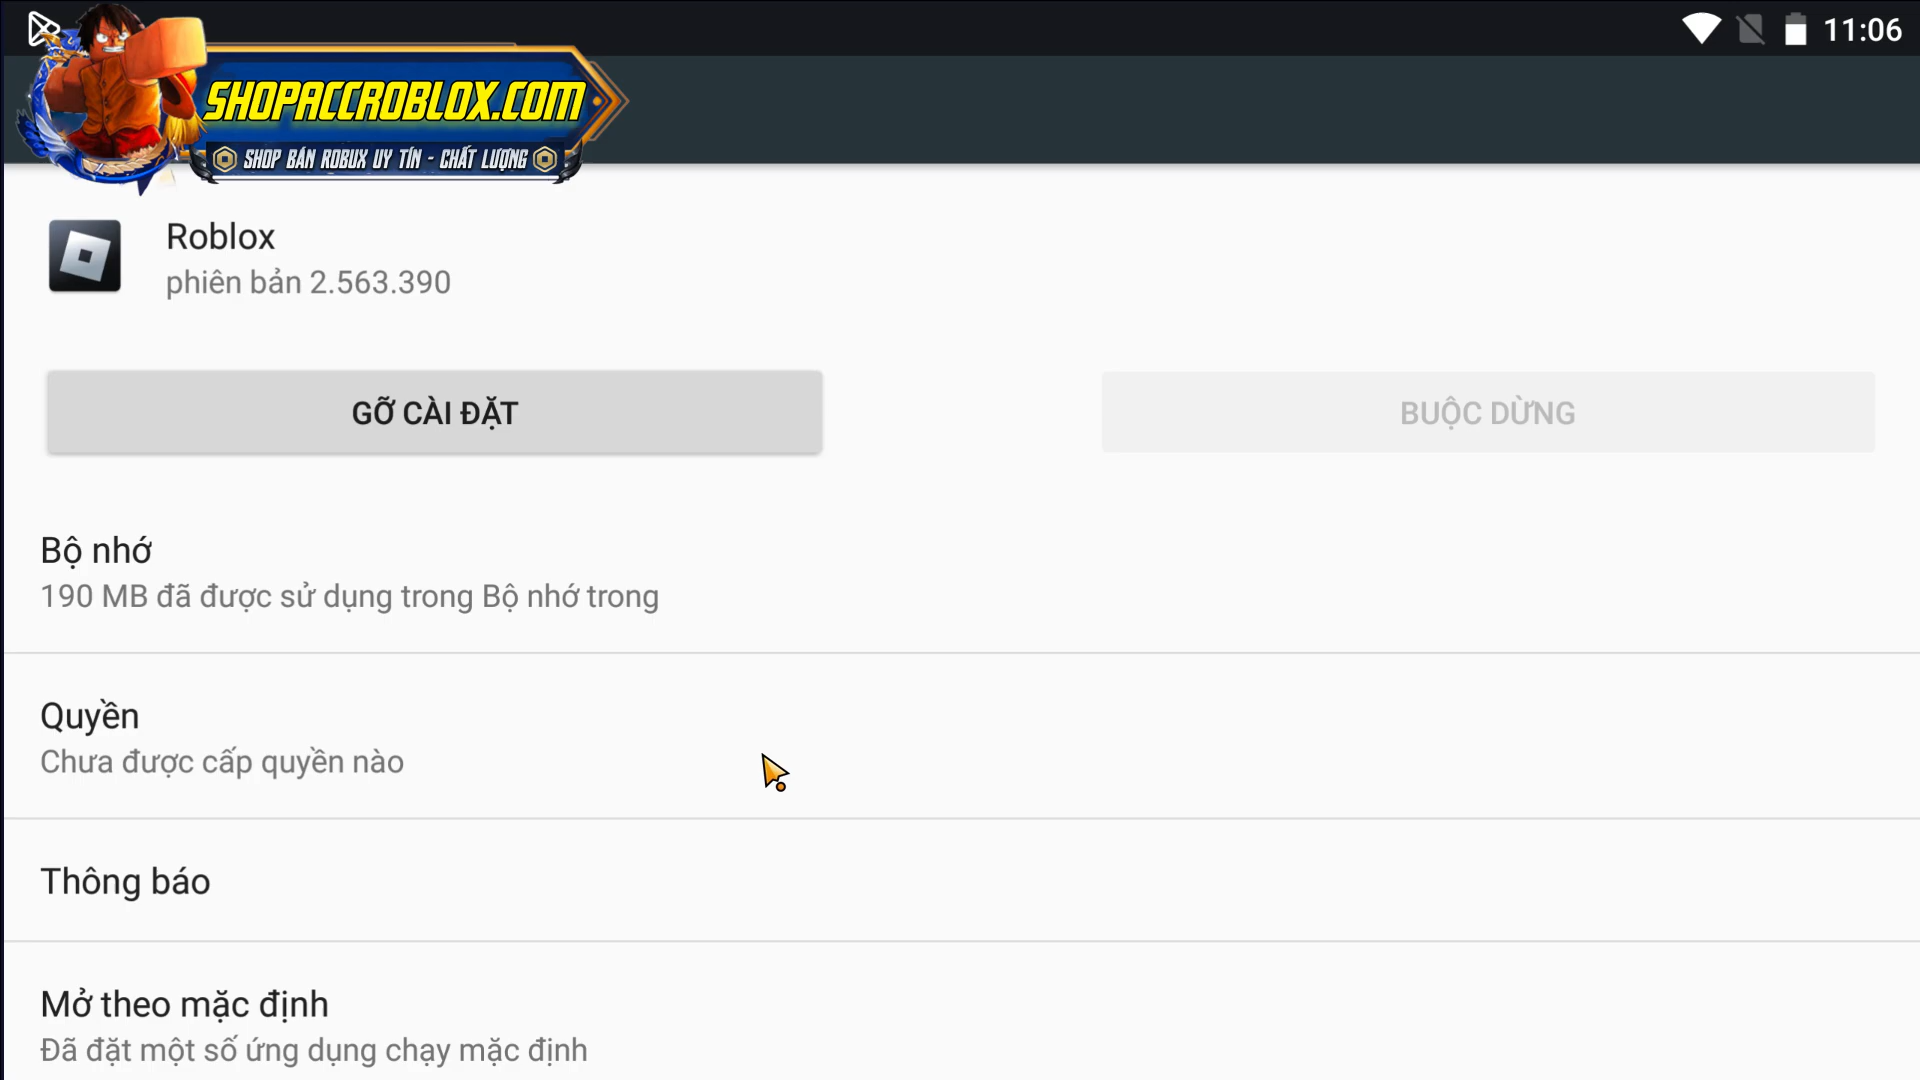 11:06
SHOPACCROBLOX.COM
SHOP BÁN ROBUX UY TÍN - CHẤT LƯỢNG
Roblox
phiên bản 2.563.390
GỠ CÀI ĐẶT
BUỘC DỪNG
Bộ nhớ
190 MB đã được sử dụng trong Bộ nhớ trong
Quyền
Chưa được cấp quyền nào
Thông báo
Mở theo mặc định
Đã đặt một số ứng dụng chạy mặc định